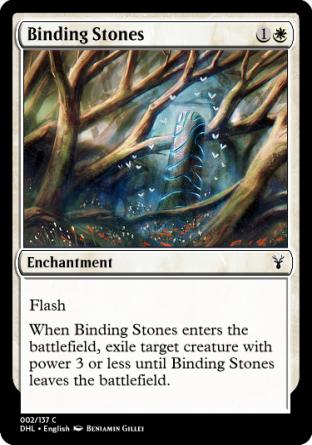 Binding Stones 1
Enchantment
Flash
When Binding Stones enters the
battlefield, exile target creature with
power 3 or less until Binding Stones
leaves the battlefield.
002/137 C
DHL • English Benjamin Gillei